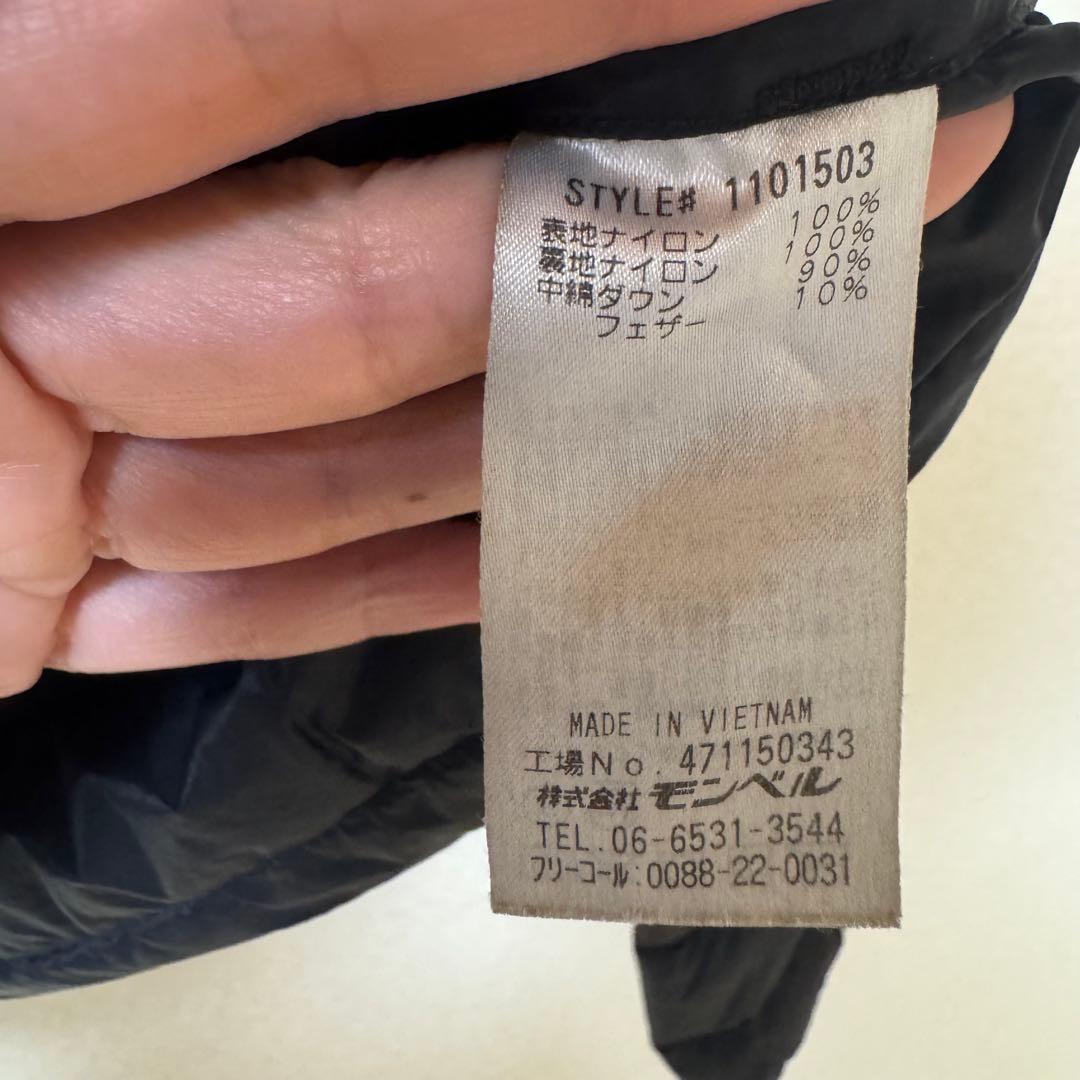 STYLE# 1101503
表地ナイロン 100%
裏地ナイロン 100%
中綿ダウン 90%
フェザー 10%
MADE IN VIETNAM
工場No. 471150343
株式会社 モンベル
TEL. 06-6531-3544
フリーコール:0088-22-0031